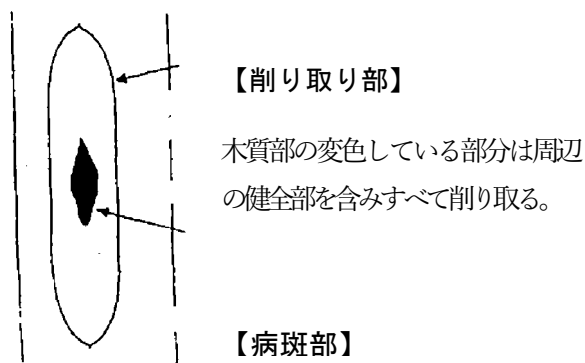 【削り取り部】
木質部の変色している部分は周辺
の健全部を含みすべて削り取る。
【病斑部】